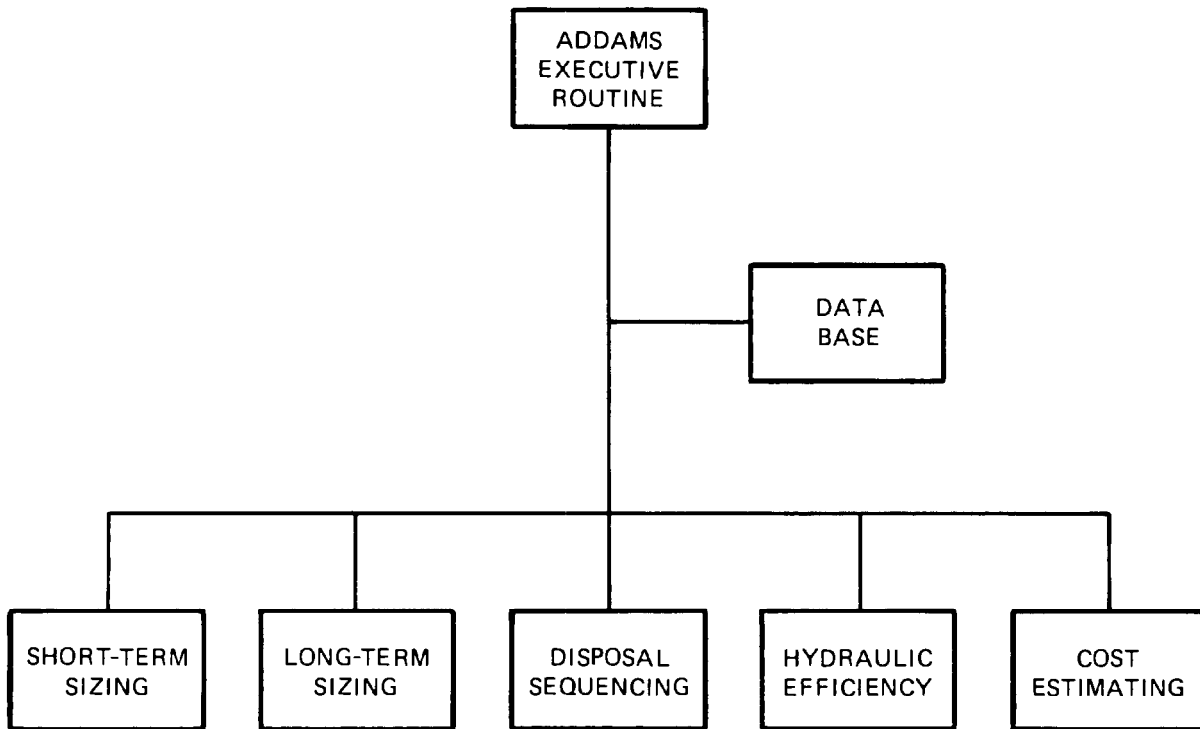 ADDAMS
EXECUTIVE
ROUTINE
DATA
BASE
SHORT-TERM
SIZING
LONG-TERM
SIZING
DISPOSAL
SEQUENCING
HYDRAULIC
EFFICIENCY
COST
ESTIMATING